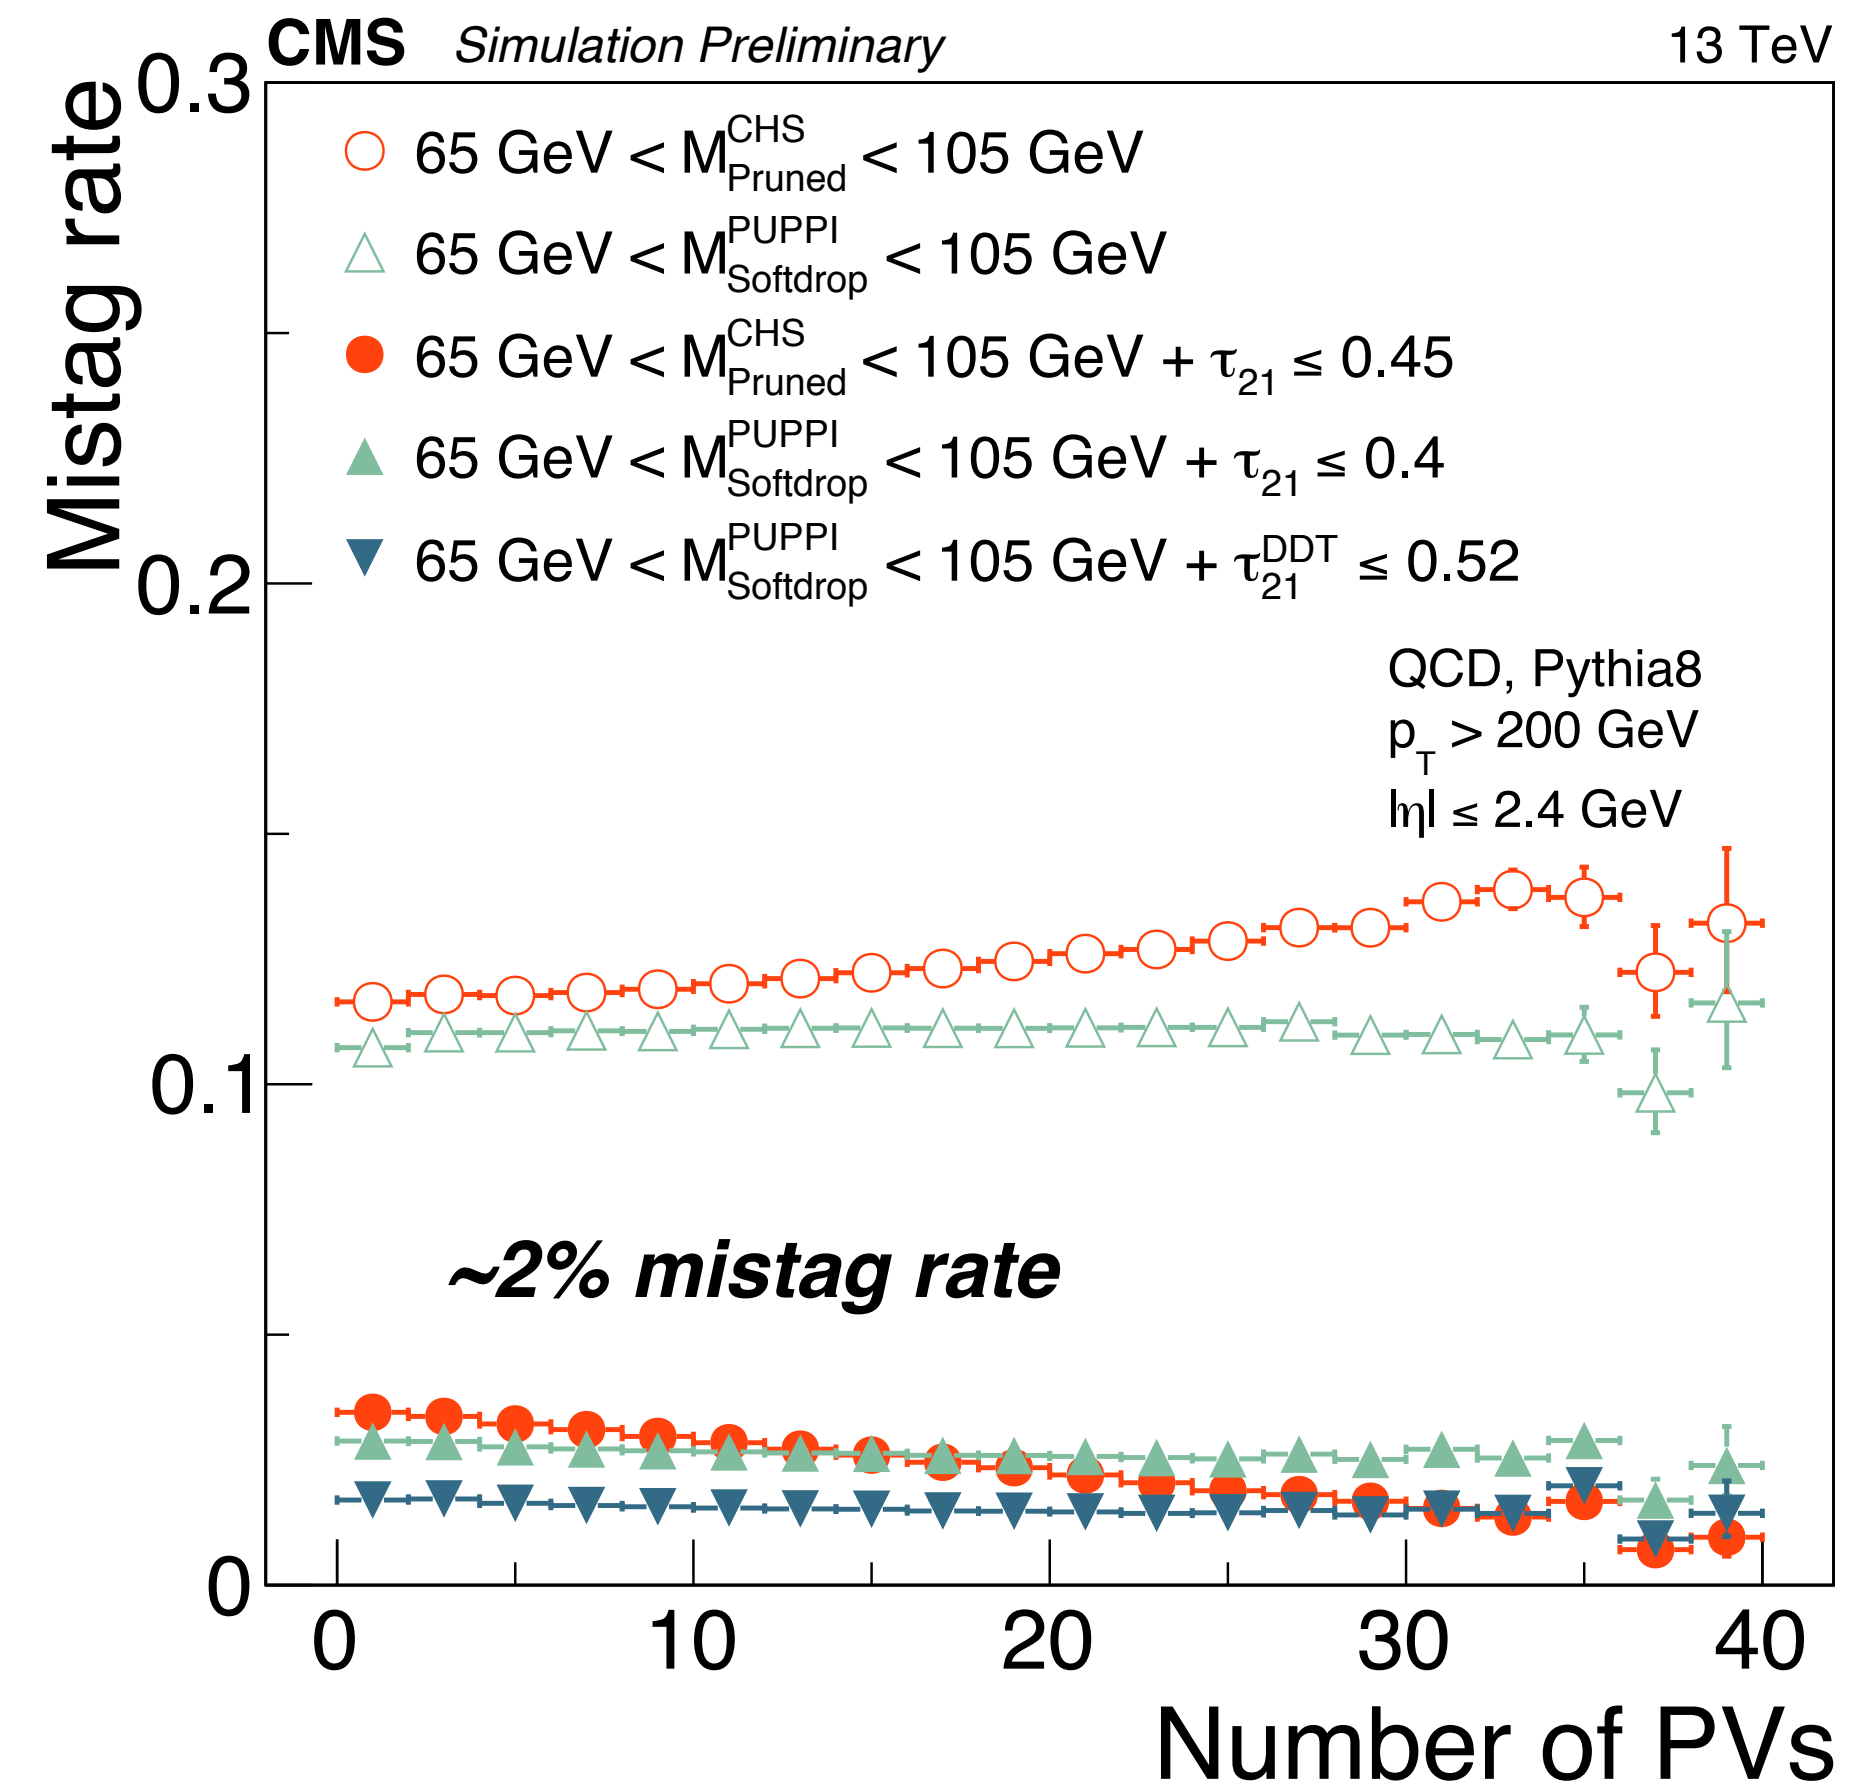 CMS Simulation Preliminary 13 TeV
Mistag rate
0.3
0.2
0.1
0
65 GeV < M^CHS_Pruned < 105 GeV
65 GeV < M^PUPPI_Softdrop < 105 GeV
65 GeV < M^CHS_Pruned < 105 GeV + τ_21 ≤ 0.45
65 GeV < M^PUPPI_Softdrop < 105 GeV + τ_21 ≤ 0.4
65 GeV < M^PUPPI_Softdrop < 105 GeV + τ^DDT_21 ≤ 0.52
QCD, Pythia8
p_T > 200 GeV
|η| ≤ 2.4 GeV
~2% mistag rate
0 10 20 30 40
Number of PVs